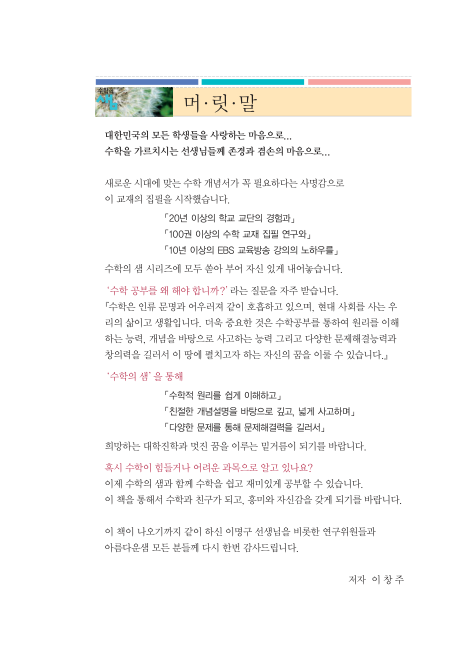 수학의
머·릿·말
대한민국의 모든 학생들을 사랑하는 마음으로...
수학을 가르치시는 선생님들께 존경과 겸손의 마음으로...
새로운 시대에 맞는 수학 개념서가 꼭 필요하다는 사명감으로
이 교재의 집필을 시작했습니다.
「20년 이상의 학교 교단의 경험과」
「100권 이상의 수학 교재 집필 연구와」
「10년 이상의 EBS 교육방송 강의의 노하우를」
수학의 샘 시리즈에 모두 쏟아 부어 자신 있게 내어놓습니다.
‘수학 공부를 왜 해야 합니까?’ 라는 질문을 자주 받습니다.
「수학은 인류 문명과 어우러져 같이 호흡하고 있으며, 현대 사회를 사는 우
리의 삶이고 생활입니다. 더욱 중요한 것은 수학공부를 통하여 원리를 이해
하는 능력, 개념을 바탕으로 사고하는 능력 그리고 다양한 문제해결능력과
창의력을 길러서 이 땅에 펼치고자 하는 자신의 꿈을 이룰 수 있습니다.」
‘수학의 샘’ 을 통해
「수학적 원리를 쉽게 이해하고」
「친절한 개념설명을 바탕으로 깊고, 넓게 사고하며」
「다양한 문제를 통해 문제해결력을 길러서」
희망하는 대학진학과 멋진 꿈을 이루는 밑거름이 되기를 바랍니다.
혹시 수학이 힘들거나 어려운 과목으로 알고 있나요?
이제 수학의 샘과 함께 수학을 쉽고 재미있게 공부할 수 있습니다.
이 책을 통해서 수학과 친구가 되고, 흥미와 자신감을 갖게 되기를 바랍니다.
이 책이 나오기까지 같이 하신 이명구 선생님을 비롯한 연구위원들과
아름다운샘 모든 분들께 다시 한번 감사드립니다.
저자 이 창 주